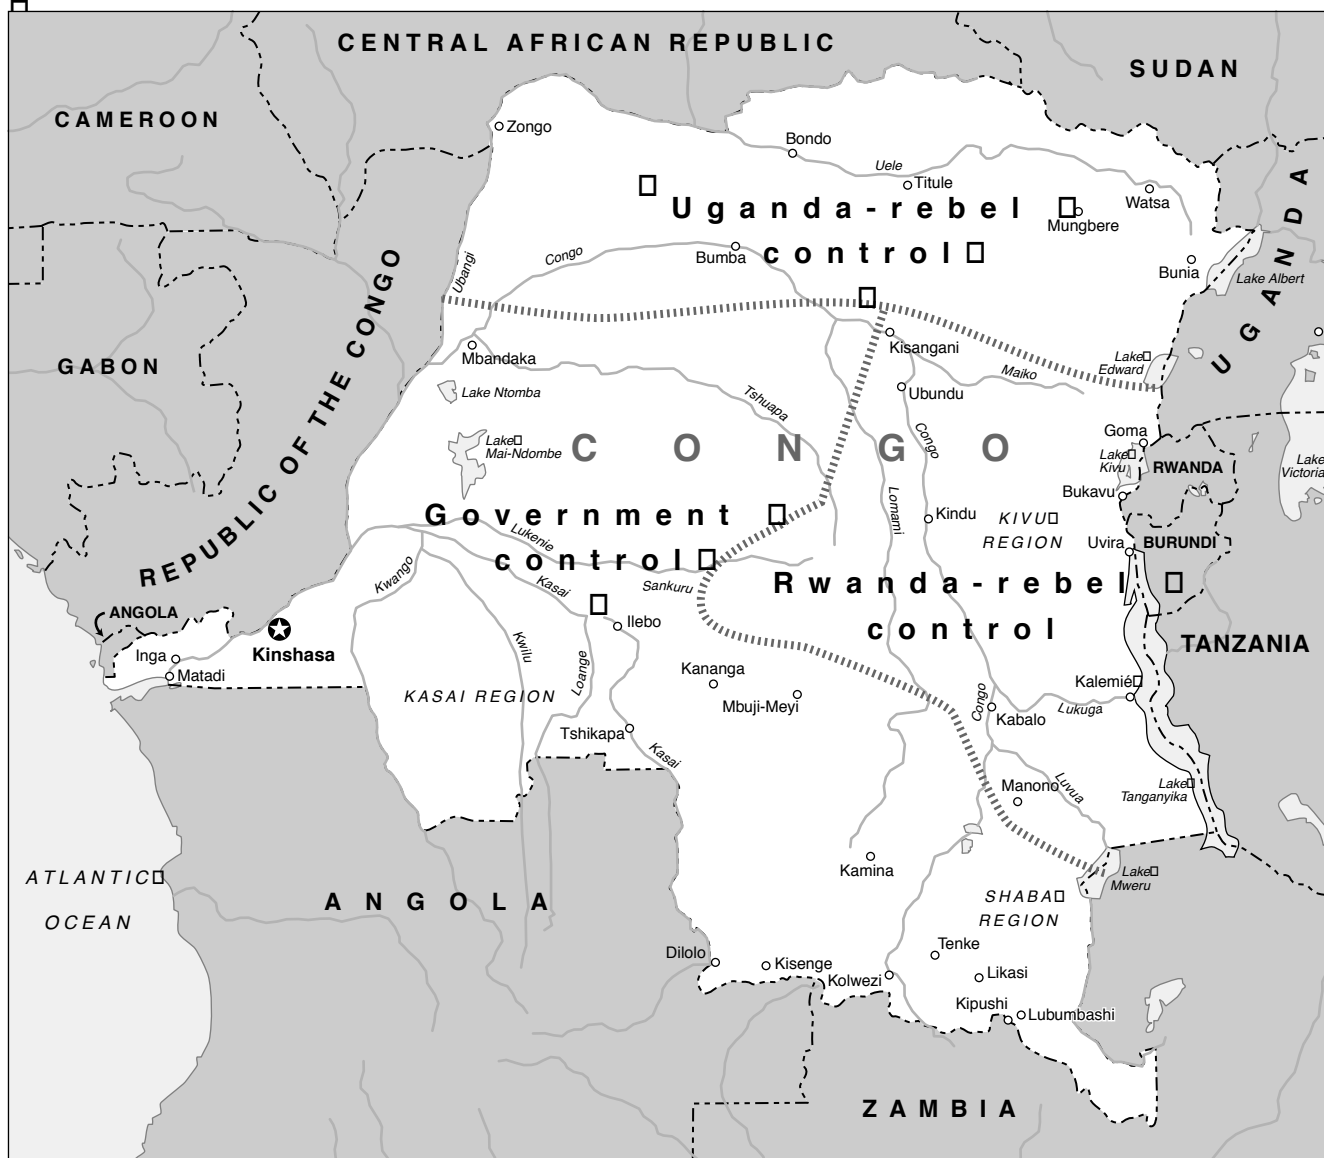 CENTRAL AFRICAN REPUBLIC
SUDAN
CAMEROON
Zongo
Bondo
Uele
Titule
Watsa
Uganda-rebel
Mungbere
control
Bumba
Congo
Ubangi
Bunia
Lake Albert
UGANDA
REPUBLIC OF THE CONGO
GABON
Mbandaka
Kisangani
Lake
Edward
Maiko
Ubundu
Lake Ntomba
Tshuapa
Lake
Mai-Ndombe
CONGO
Congo
Goma
Lake
Kivu
RWANDA
Lake
Victoria
Bukavu
Lomami
Government
control
Lukenie
Kindu
KIVU
REGION
Uvira
BURUNDI
Kwango
Kasai
Sankuru
Rwanda-rebel
control
ANGOLA
Ilebo
TANZANIA
Kinshasa
Inga
Matadi
Kwilu
Loange
KASAI REGION
Kananga
Mbuji-Meyi
Kalemié
Congo
Kabalo
Lukuga
Tshikapa
Kasai
Manono
Luvua
Lake
Tanganyika
Kamina
Lake
Mweru
ATLANTIC
OCEAN
ANGOLA
SHABA
REGION
Dilolo
Kisenge
Kolwezi
Tenke
Likasi
Kipushi
Lubumbashi
ZAMBIA